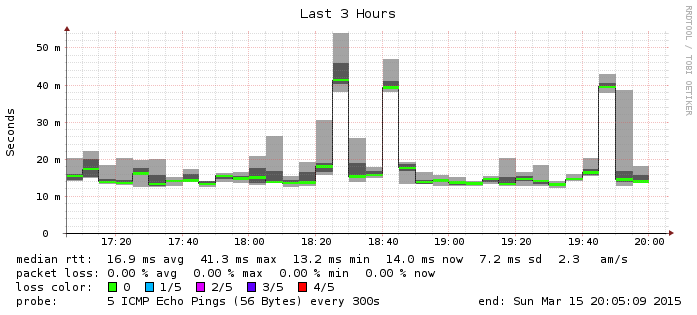 Last 3 Hours
RRDTOOL / TOBI OETIKER
Seconds
50 m
40 m
30 m
20 m
10 m
0
17:20 17:40 18:00 18:20 18:40 19:00 19:20 19:40 20:00
median rtt: 16.9 ms avg 41.3 ms max 13.2 ms min 14.0 ms now 7.2 ms sd 2.3 am/s
packet loss: 0.00 % avg 0.00 % max 0.00 % min 0.00 % now
loss color: 0 1/5 2/5 3/5 4/5
probe: 5 ICMP Echo Pings (56 Bytes) every 300s end: Sun Mar 15 20:05:09 2015